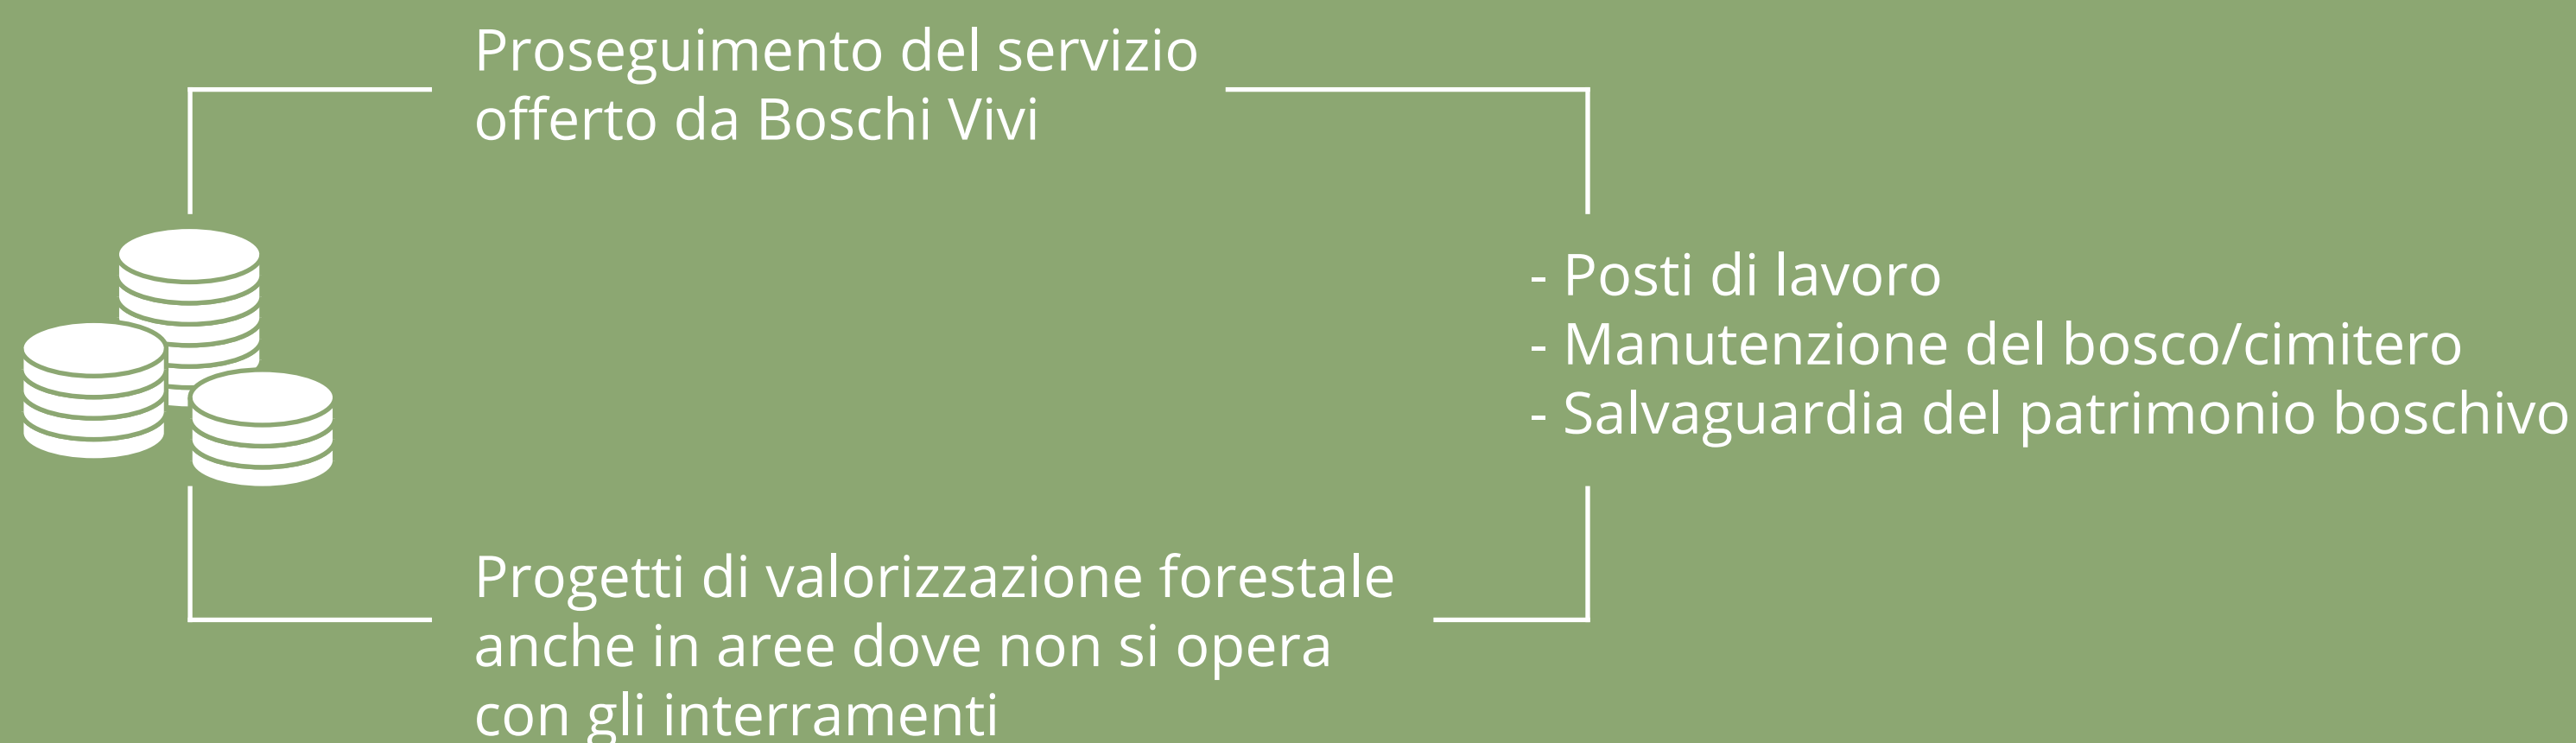 Proseguimento del servizio
offerto da Boschi Vivi
- Posti di lavoro
- Manutenzione del bosco/cimitero
- Salvaguardia del patrimonio boschivo
Progetti di valorizzazione forestale
anche in aree dove non si opera
con gli interramenti